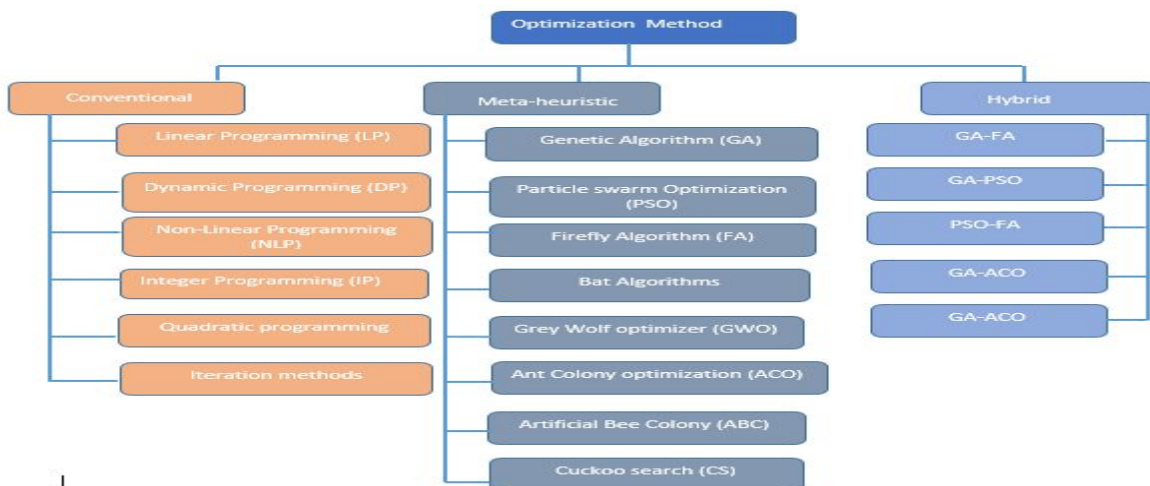 Optimization Method
Conventional
Linear Programming (LP)
Dynamic Programming (DP)
Non-Linear Programming
(NLP)
Integer Programming (IP)
Quadratic programming
Iteration methods
Meta-heuristic
Genetic Algorithm (GA)
Particle swarm Optimization
(PSO)
Firefly Algorithm (FA)
Bat Algorithms
Grey Wolf optimizer (GWO)
Ant Colony optimization (ACO)
Artificial Bee Colony (ABC)
Cuckoo search (CS)
Hybrid
GA-FA
GA-PSO
PSO-FA
GA-ACO
GA-ACO